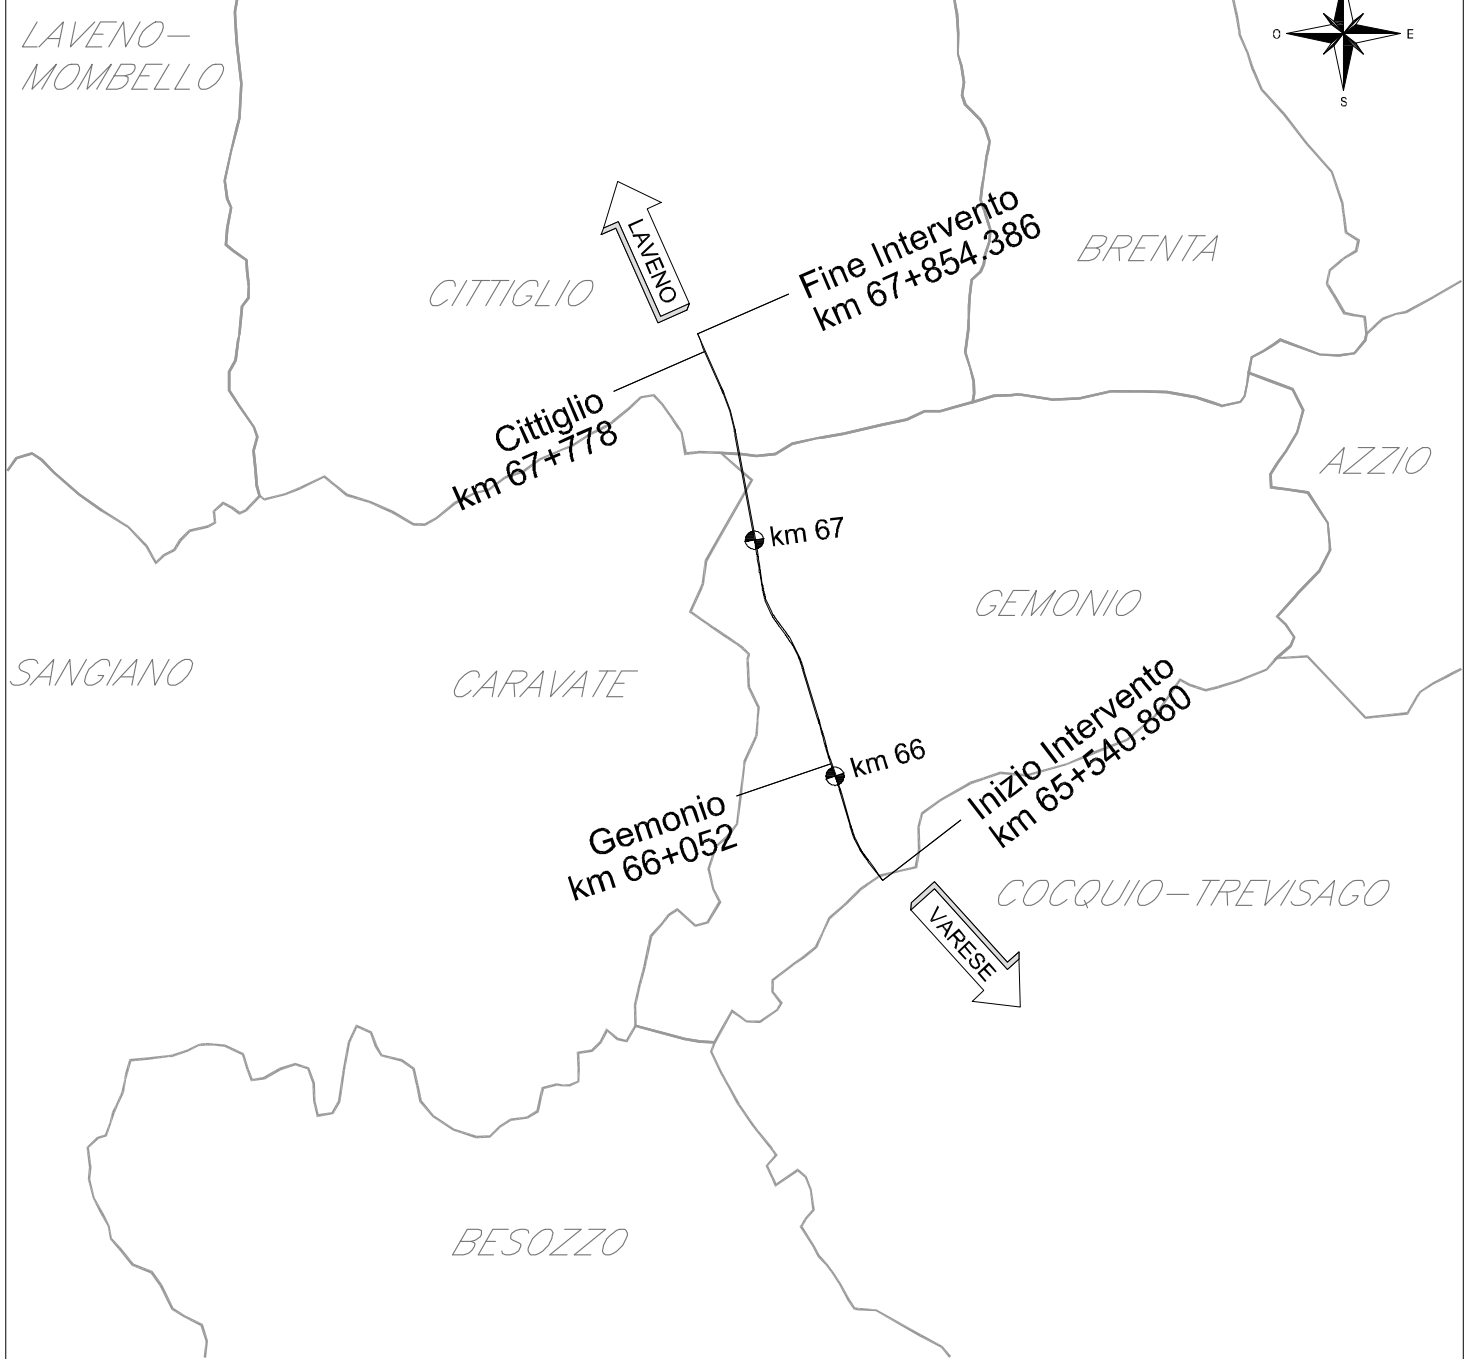 LAVENO-
MOMBELLO
O
E
S
LAVENO
Fine Intervento
km 67+854.386
BRENTA
CITTIGLIO
Cittiglio
km 67+778
AZZIO
km 67
GEMONIO
SANGIANO
CARAVATE
Inizio Intervento
km 65+540.860
km 66
Gemonio
km 66+052
COCQUIO-TREVISAGO
VARESE
BESOZZO